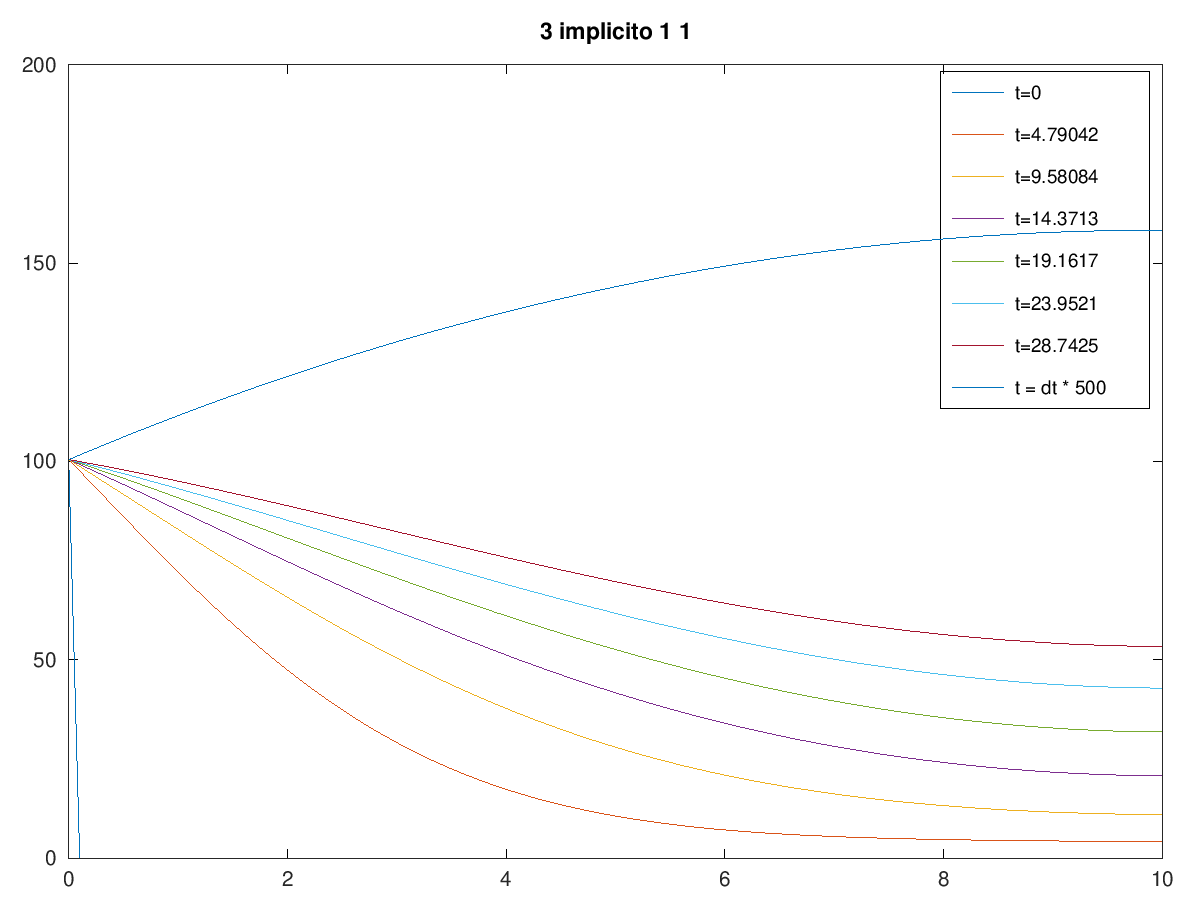 3 implicito 1 1
200
150
100
50
0
0 2 4 6 8 10
t=0
t=4.79042
t=9.58084
t=14.3713
t=19.1617
t=23.9521
t=28.7425
t = dt * 500